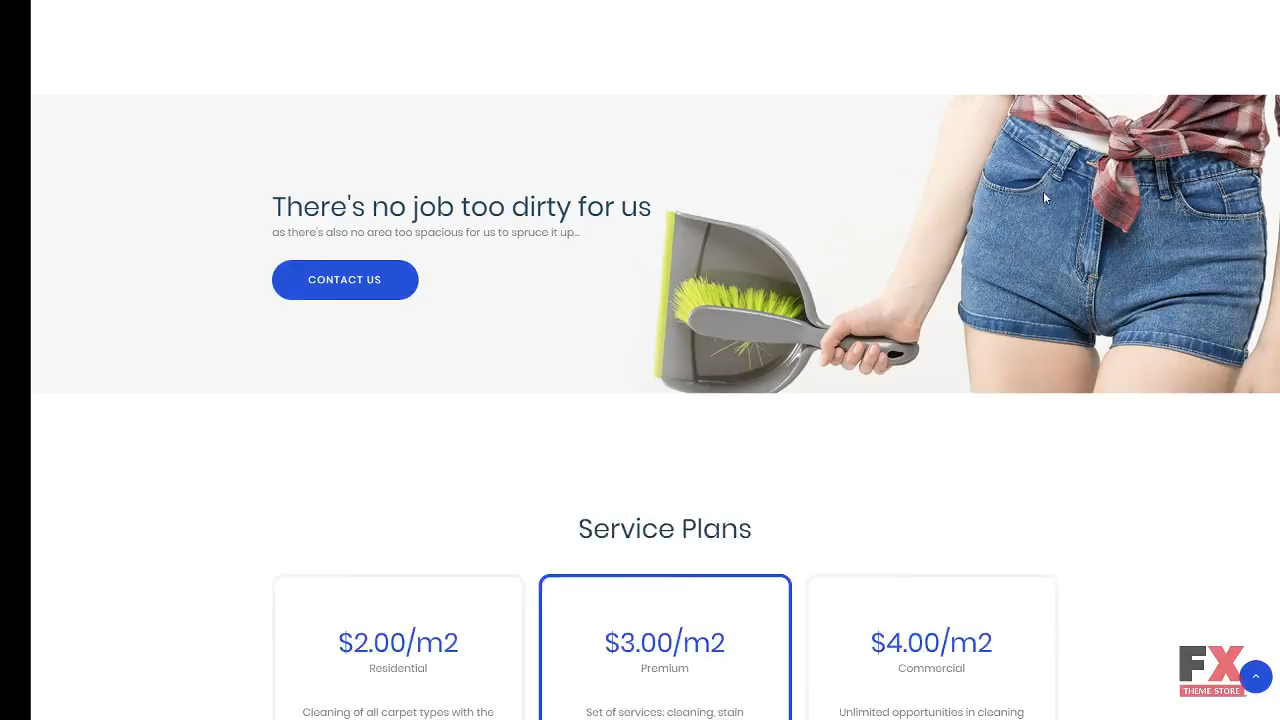 There's no job too dirty for us
as there's also no area too spacious for us to spruce it up...
CONTACT US
Service Plans
$2.00/m2
Residential
Cleaning of all carpet types with the
$3.00/m2
Premium
Set of services: cleaning, stain
$4.00/m2
Commercial
Unlimited opportunities in cleaning
FX
THEME STORE